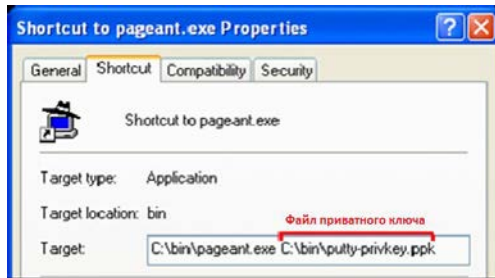 Shortcut to pageant.exe Properties
General Shortcut Compatibility Security
Shortcut to pageant.exe
Target type: Application
Target location: bin
Файл приватного ключа
Target: C:\bin\pageant.exe C:\bin\putty-privkey.ppk